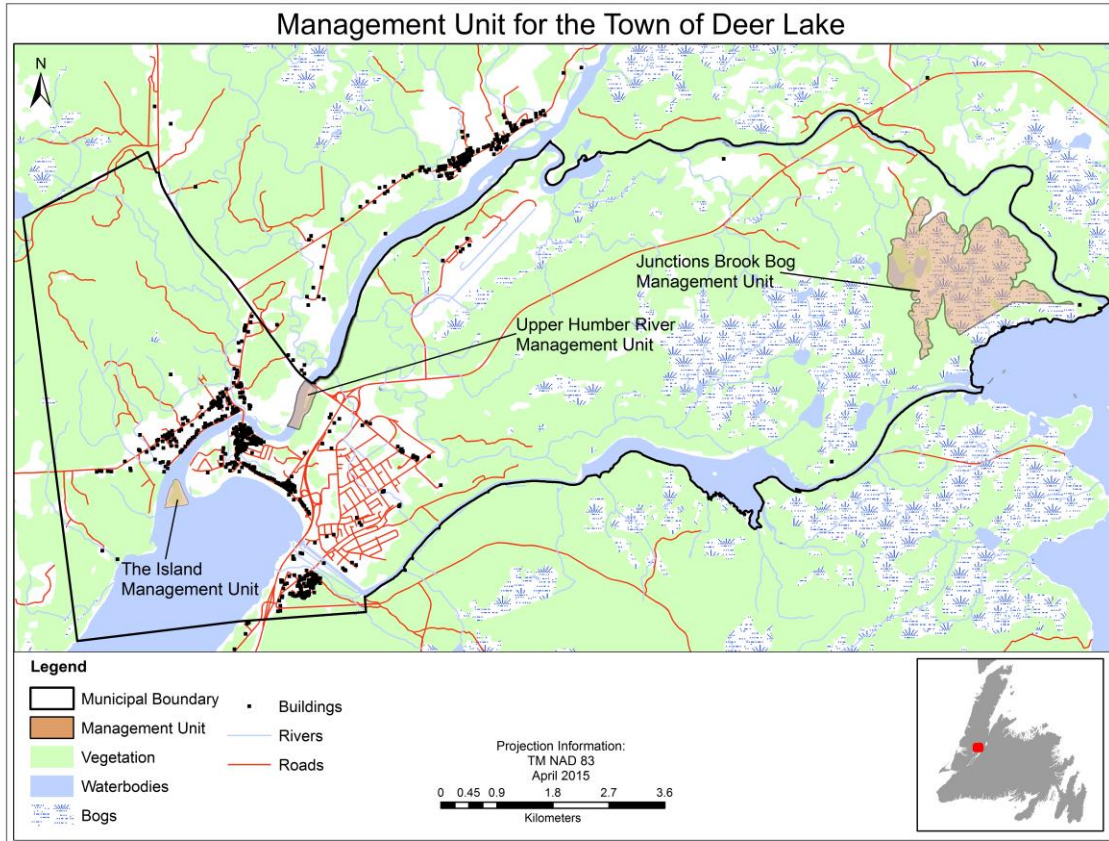 Management Unit for the Town of Deer Lake
N
Junctions Brook Bog
Management Unit
Upper Humber River
Management Unit
The Island
Management Unit
Legend
Municipal Boundary
Management Unit
Vegetation
Waterbodies
Bogs
Buildings
Rivers
Roads
Projection Information:
TM NAD 83
April 2015
0 0.45 0.9 1.8 2.7 3.6
Kilometers